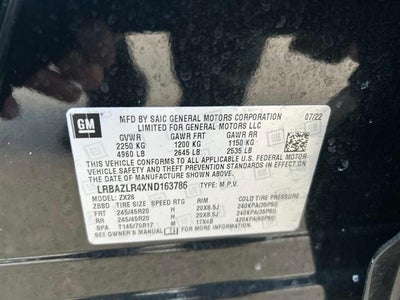 GM
MFD BY SAIC GENERAL MOTORS CORPORATION 07/22
LIMITED FOR GENERAL MOTORS LLC
GVWR GAWR FRT GAWR RR
2250 KG 1200 KG 1150 KG
4960 LB 2645 LB 2535 LB
THIS VEHICLE CONFORMS TO ALL APPLICABLE U.S. FEDERAL MOTOR
VEHICLE SAFETY AND THEFT PREVENTION STANDARDS IN EFFECT
ON THE DATE OF MANUFACTURE SHOWN ABOVE.
LRBAZLR4XND163786 TYPE: M.P.V.
MODEL: ZX26
ZBBD TIRE SIZE SPEED RTG RIM COLD TIRE PRESSURE
FRT 245/45R20 H 20X8.5J 240KPA(35PSI)
RR 245/45R20 H 20X8.5J 240KPA(35PSI)
SPA T145/70R17 M 17X4B 420KPA(60PSI)
SEE OWNER'S MANUAL FOR ADDITIONAL INFORMATION